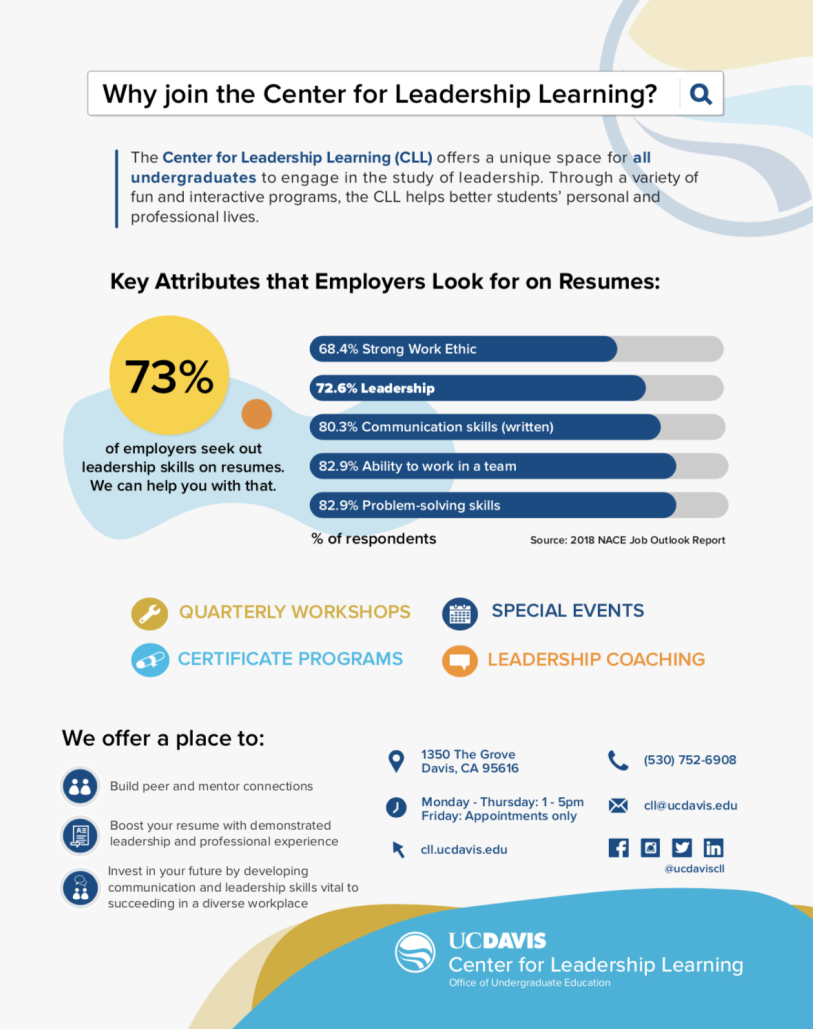 Why join the Center for Leadership Learning?
The Center for Leadership Learning (CLL) offers a unique space for all
undergraduates to engage in the study of leadership. Through a variety of
fun and interactive programs, the CLL helps better students' personal and
professional lives.
Key Attributes that Employers Look for on Resumes:
73%
of employers seek out
leadership skills on resumes.
We can help you with that.
68.4% Strong Work Ethic
72.6% Leadership
80.3% Communication skills (written)
82.9% Ability to work in a team
82.9% Problem-solving skills
% of respondents
Source: 2018 NACE Job Outlook Report
QUARTERLY WORKSHOPS
SPECIAL EVENTS
CERTIFICATE PROGRAMS
LEADERSHIP COACHING
We offer a place to:
Build peer and mentor connections
Boost your resume with demonstrated
leadership and professional experience
Invest in your future by developing
communication and leadership skills vital to
succeeding in a diverse workplace
1350 The Grove
Davis, CA 95616
Monday - Thursday: 1 - 5pm
Friday: Appointments only
cll.ucdavis.edu
(530) 752-6908
cll@ucdavis.edu
@ucdaviscll
UCDAVIS
Center for Leadership Learning
Office of Undergraduate Education